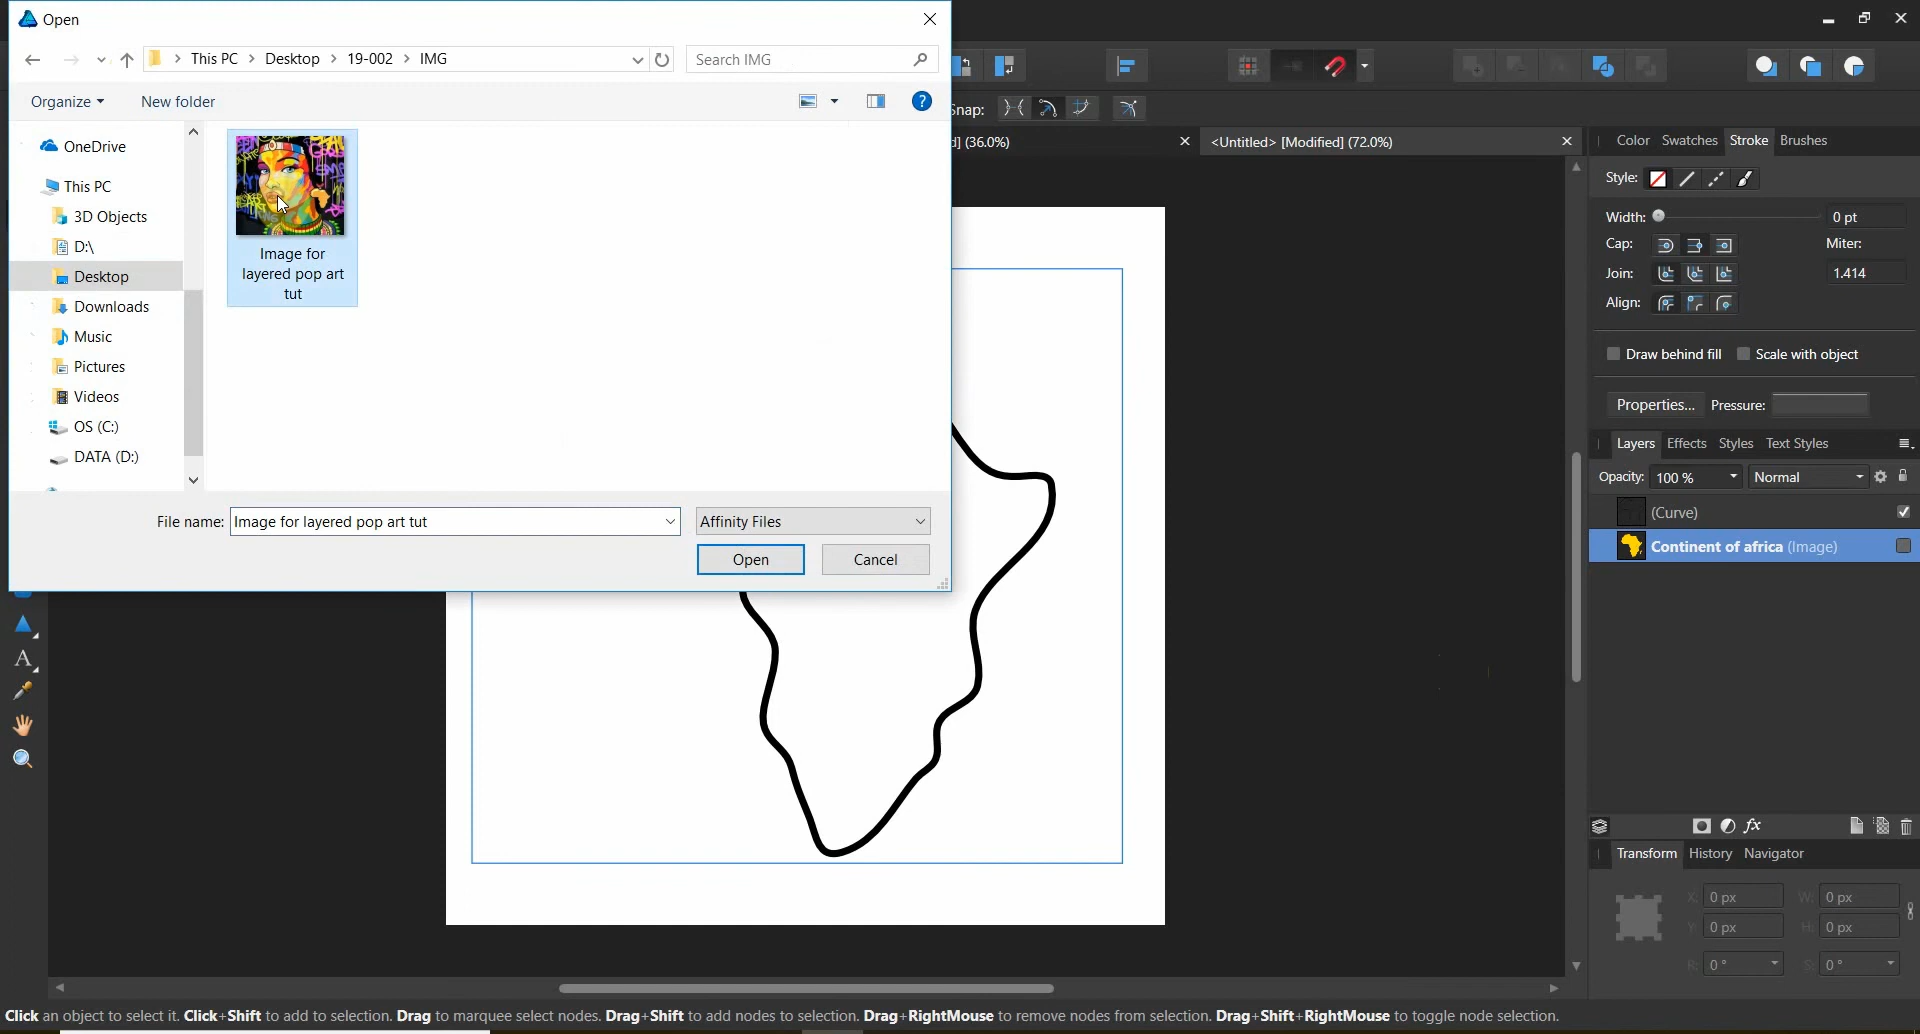 Open
This PC > Desktop > 19-002 > IMG
Search IMG
Organize
New folder
OneDrive
This PC
3D Objects
D:\
Desktop
Downloads
Music
Pictures
Videos
OS (C:)
DATA (D:)
Image for
layered pop art
tut
File name: Image for layered pop art tut
Affinity Files
Open
Cancel
Snap:
(36.0%)
<Untitled> [Modified] (72.0%)
Color Swatches Stroke Brushes
Style:
Width: 0 pt
Cap: Miter:
Join: 1.414
Align:
Draw behind fill Scale with object
Properties... Pressure:
Layers Effects Styles Text Styles
Opacity: 100 % Normal
(Curve)
Continent of africa (Image)
Transform History Navigator
X: 0 px W: 0 px
Y: 0 px H: 0 px
R: 0 ° S: 0 °
A
Click an object to select it. Click+Shift to add to selection. Drag to marquee select nodes. Drag+Shift to add nodes to selection. Drag+RightMouse to remove nodes from selection. Drag+Shift+RightMouse to toggle node selection.